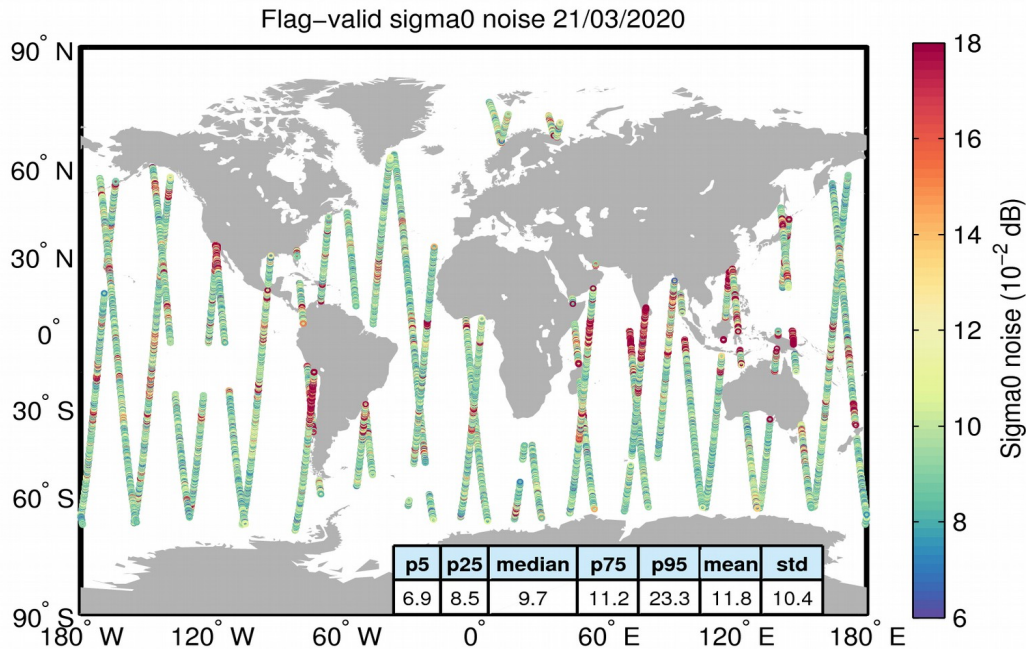 Flag-valid sigma0 noise 21/03/2020
90° N
60° N
30° N
0°
30° S
60° S
90° S
180° W 120° W 60° W 0° 60° E 120° E 180° E
p5 p25 median p75 p95 mean std
6.9 8.5 9.7 11.2 23.3 11.8 10.4
18
16
14
12
10
8
6
Sigma0 noise (10⁻² dB)